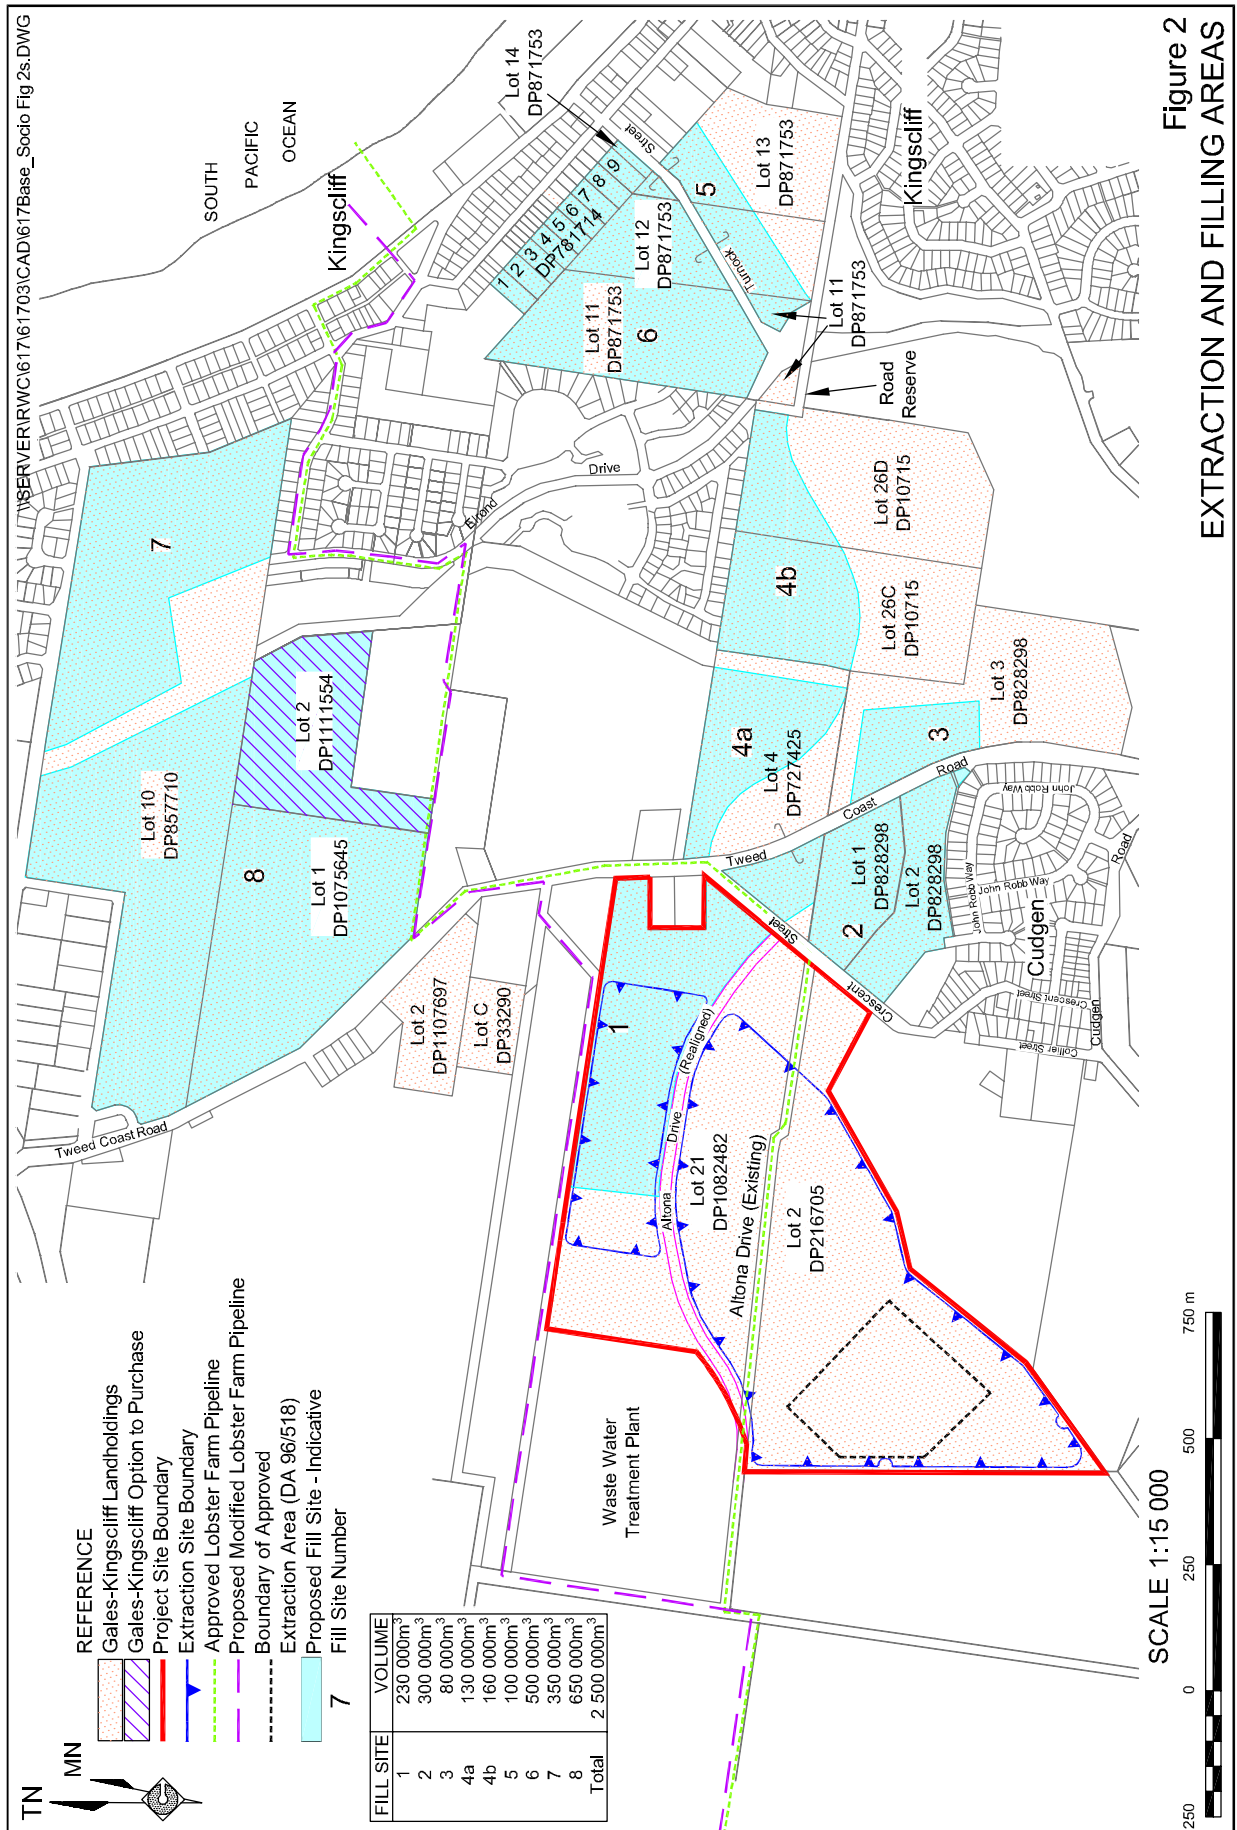 \\SERVER\RWC\617\61703\CAD\617Base_Socio Fig 2s.DWG
TN
MN
REFERENCE
Gales-Kingscliff Landholdings
Gales-Kingscliff Option to Purchase
Project Site Boundary
Extraction Site Boundary
Approved Lobster Farm Pipeline
Proposed Modified Lobster Farm Pipeline
Boundary of Approved
Extraction Area (DA 96/518)
Proposed Fill Site - Indicative
7 Fill Site Number
FILL SITE VOLUME
1 230 000m³
2 300 000m³
3 80 000m³
4a 130 000m³
4b 160 000m³
5 100 000m³
6 500 000m³
7 350 000m³
8 650 000m³
Total 2 500 000m³
SOUTH
PACIFIC
OCEAN
Kingscliff
Lot 14
DP871753
Street
1
2
3
4
5
6
7
8
9
DP781714
Lot 12
DP871753
5
Lot 13
DP871753
Turnock
Lot 11
DP871753
6
Lot 11
DP871753
Kingscliff
Road
Reserve
7
Elrond
Drive
Lot 2
DP1111554
Lot 10
DP857710
8
Lot 1
DP1075645
Tweed Coast Road
Lot 2
DP1107697
Lot C
DP33290
4b
Lot 26D
DP10715
Lot 26C
DP10715
Lot 3
DP828298
4a
Lot 4
DP727425
3
Tweed
Coast
Road
Lot 1
DP828298
Lot 2
DP828298
2
John Robb Way
John Robb Way
John Robb Way
Cudgen
Crescent Street
Collier Street
Cudgen
Road
Crescent
Street
1
Altona
Drive
(Realigned)
Lot 21
DP1082482
Altona Drive (Existing)
Lot 2
DP216705
Waste Water
Treatment Plant
SCALE 1:15 000
250
0
250
500
750 m
Figure 2
EXTRACTION AND FILLING AREAS